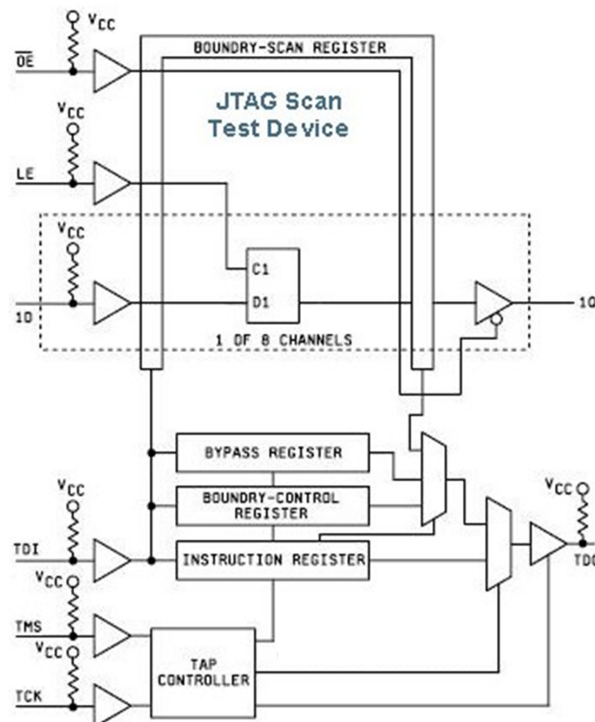 VCC
OE
BOUNDRY-SCAN REGISTER
JTAG Scan
Test Device
VCC
LE
VCC
C1
1D
D1
1Q
1 OF 8 CHANNELS
BYPASS REGISTER
VCC
BOUNDRY-CONTROL
REGISTER
VCC
TDI
INSTRUCTION REGISTER
TDO
VCC
TMS
VCC
TAP
CONTROLLER
TCK